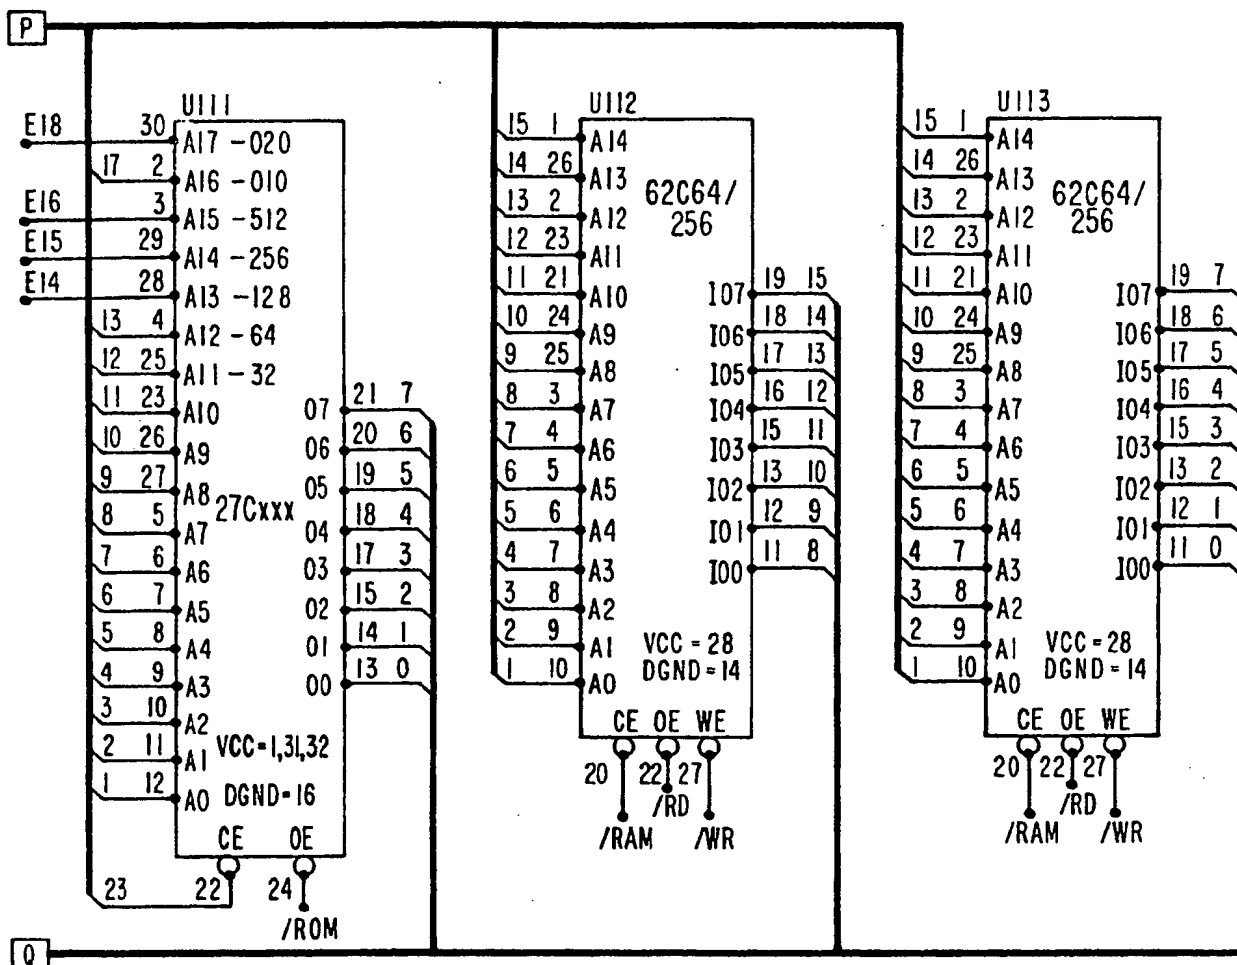 P
U111
E18 30 A17 -020
17 2 A16 -010
E16 3 A15 -512
E15 29 A14 -256
E14 28 A13 -128
13 4 A12 -64
12 25 A11 -32
11 23 A10
10 26 A9
9 27 A8
8 5 A7
7 6 A6
6 7 A5
5 8 A4
4 9 A3
3 10 A2
2 11 A1
1 12 A0
27Cxxx
O7 21 7
O6 20 6
O5 19 5
O4 18 4
O3 17 3
O2 15 2
O1 14 1
O0 13 0
VCC=1,31,32
DGND=16
CE OE
23 22 24
/ROM
U112
15 1 A14
14 26 A13
13 2 A12
12 23 A11
11 21 A10
10 24 A9
9 25 A8
8 3 A7
7 4 A6
6 5 A5
5 6 A4
4 7 A3
3 8 A2
2 9 A1
1 10 A0
62C64/
256
IO7 19 15
IO6 18 14
IO5 17 13
IO4 16 12
IO3 15 11
IO2 13 10
IO1 12 9
IO0 11 8
VCC=28
DGND=14
CE OE WE
20 22 27
/RD
/RAM /WR
U113
15 1 A14
14 26 A13
13 2 A12
12 23 A11
11 21 A10
10 24 A9
9 25 A8
8 3 A7
7 4 A6
6 5 A5
5 6 A4
4 7 A3
3 8 A2
2 9 A1
1 10 A0
62C64/
256
IO7 19 7
IO6 18 6
IO5 17 5
IO4 16 4
IO3 15 3
IO2 13 2
IO1 12 1
IO0 11 0
VCC=28
DGND=14
CE OE WE
20 22 27
/RD
/RAM /WR
Q